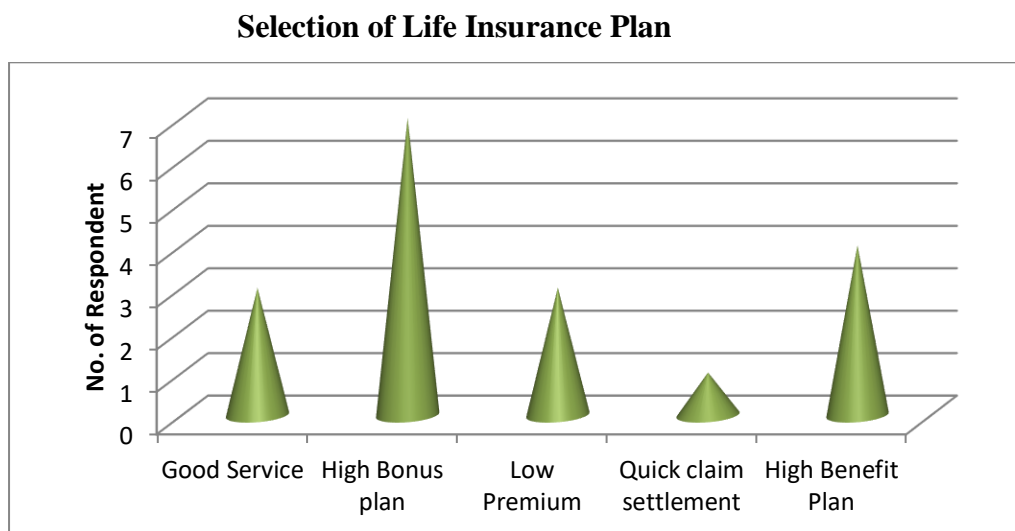 Selection of Life Insurance Plan
No. of Respondent
7
6
5
4
3
2
1
0
Good Service
High Bonus
plan
Low
Premium
Quick claim
settlement
High Benefit
Plan